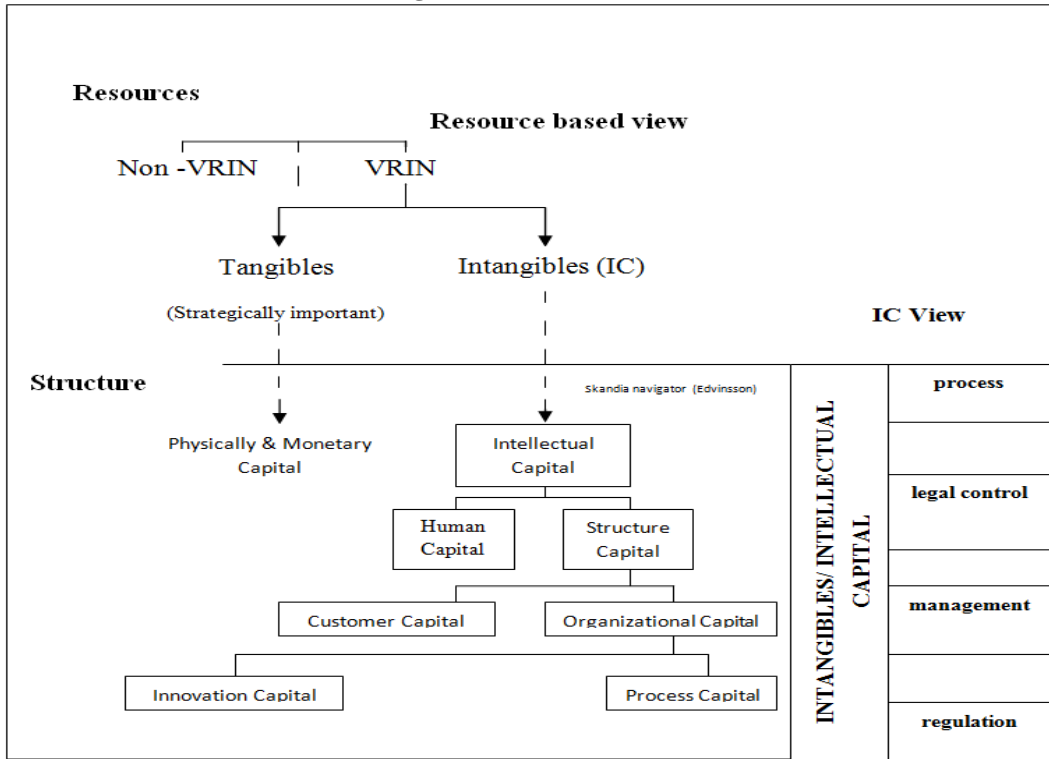 Resources
Resource based view
Non -VRIN
VRIN
Tangibles
Intangibles (IC)
(Strategically important)
IC View
Structure
Skandia navigator (Edvinsson)
process
Physically & Monetary
Capital
Intellectual
Capital
legal control
Human
Capital
Structure
Capital
INTANGIBLES/ INTELLECTUAL
CAPITAL
management
Customer Capital
Organizational Capital
Innovation Capital
Process Capital
regulation